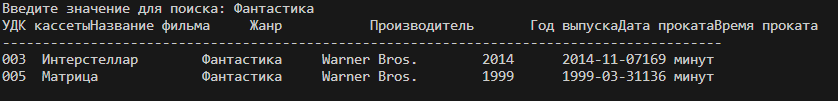 Введите значение для поиска: Фантастика
УДК кассетыНазвание фильма Жанр Производитель Год выпускаДата прокатаВремя проката
------------------------------------------------------------------------------------------
003 Интерстеллар Фантастика Warner Bros. 2014 2014-11-07169 минут
005 Матрица Фантастика Warner Bros. 1999 1999-03-31136 минут